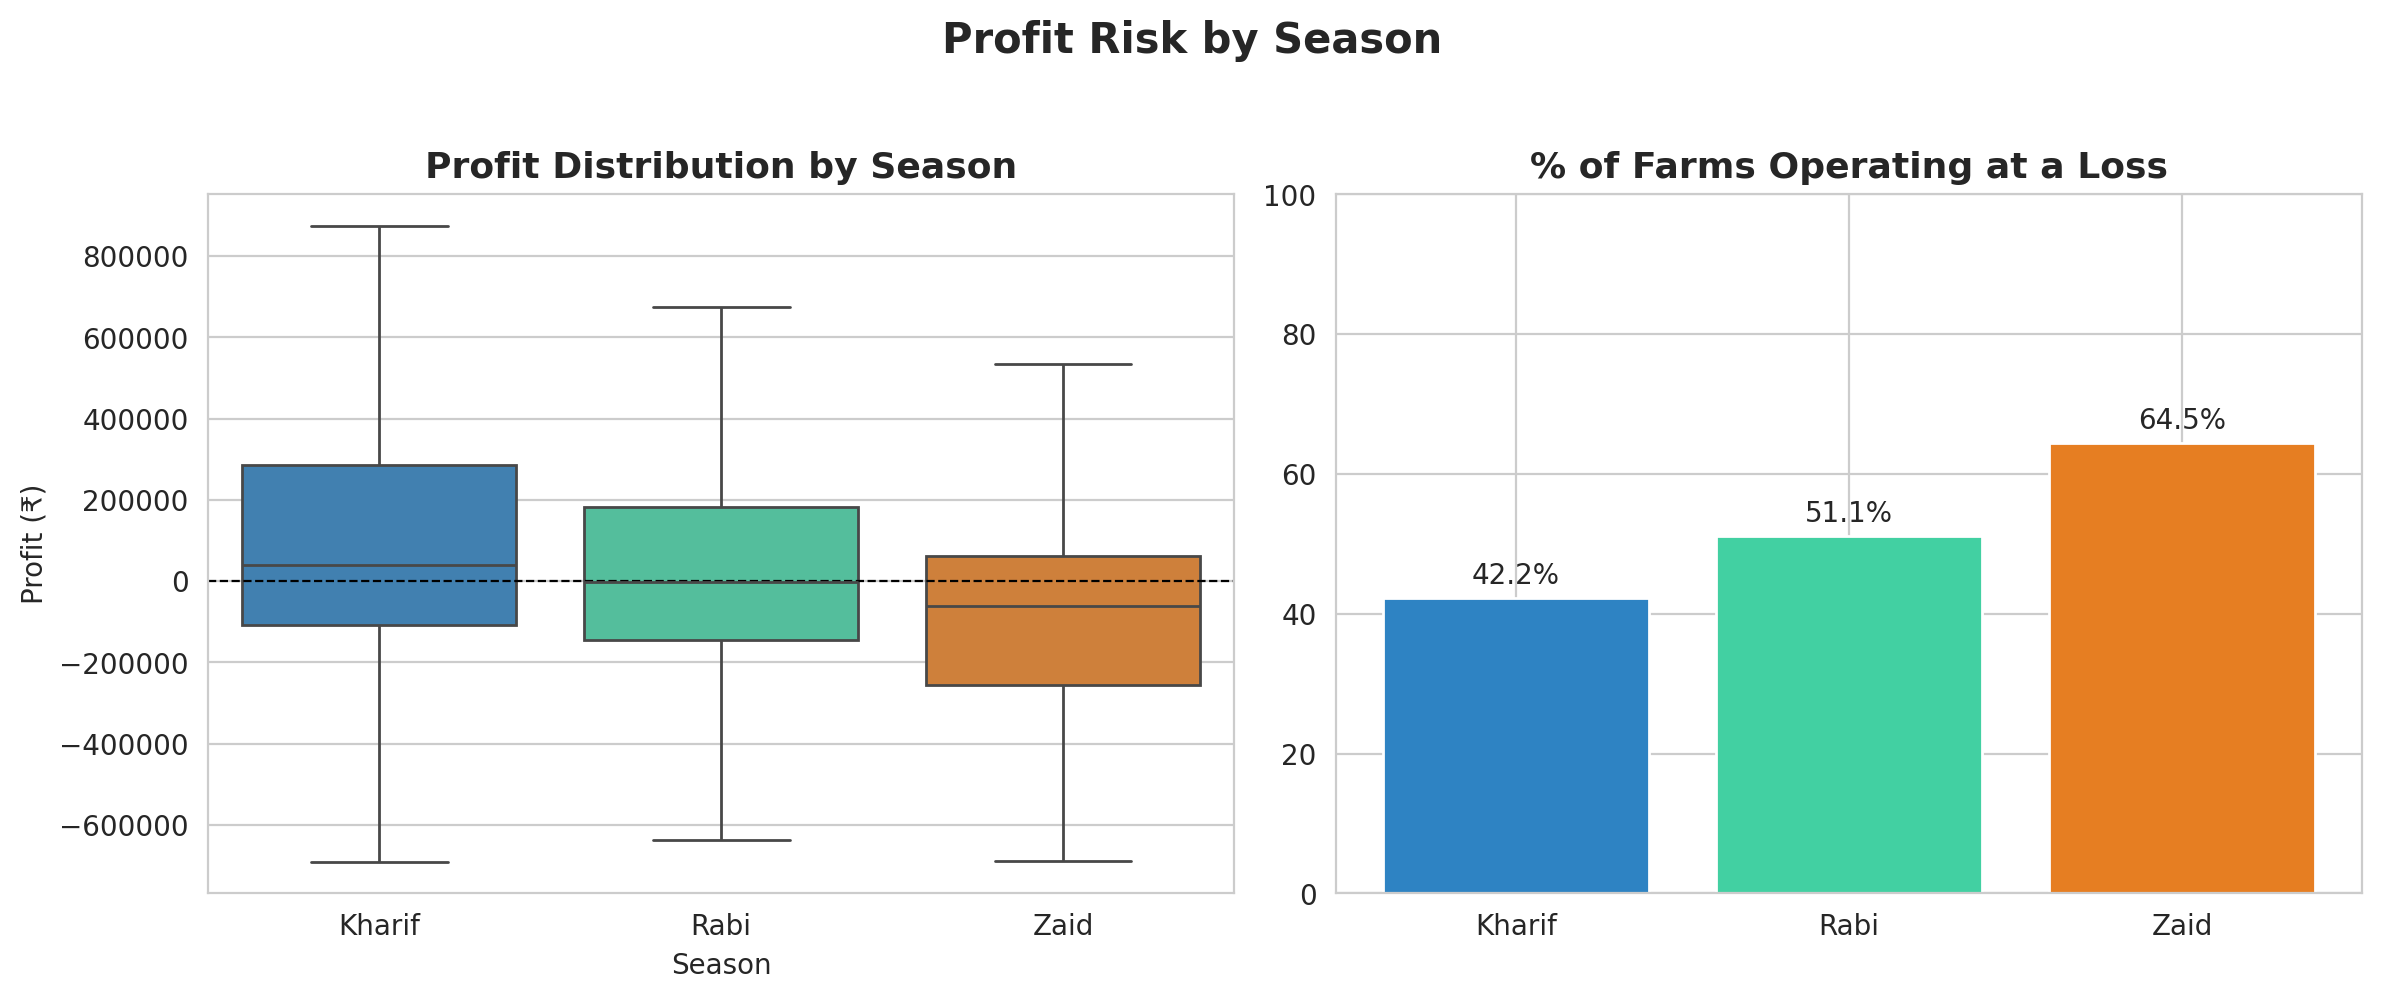 Profit Risk by Season
Profit Distribution by Season
800000
600000
400000
200000
0
−200000
−400000
−600000
Profit (₹)
Kharif
Rabi
Zaid
Season
% of Farms Operating at a Loss
100
80
60
40
20
0
42.2%
51.1%
64.5%
Kharif
Rabi
Zaid